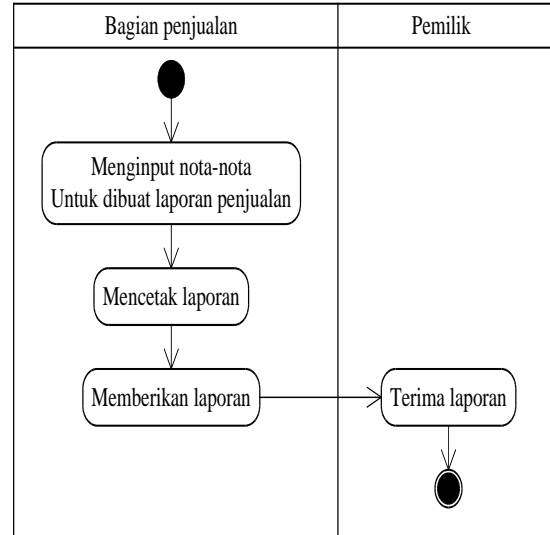 Bagian penjualan
Pemilik
Menginput nota-nota
Untuk dibuat laporan penjualan
Mencetak laporan
Memberikan laporan
Terima laporan